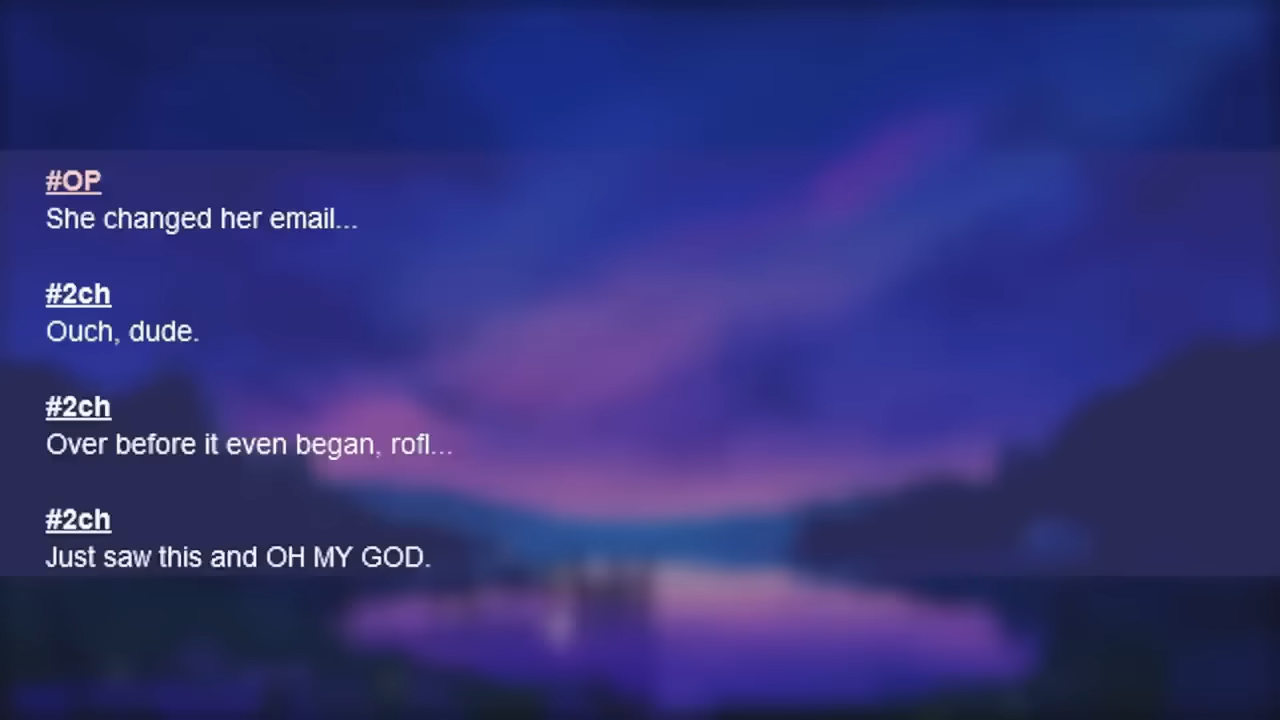 #OP
She changed her email...
#2ch
Ouch, dude.
#2ch
Over before it even began, rofl...
#2ch
Just saw this and OH MY GOD.